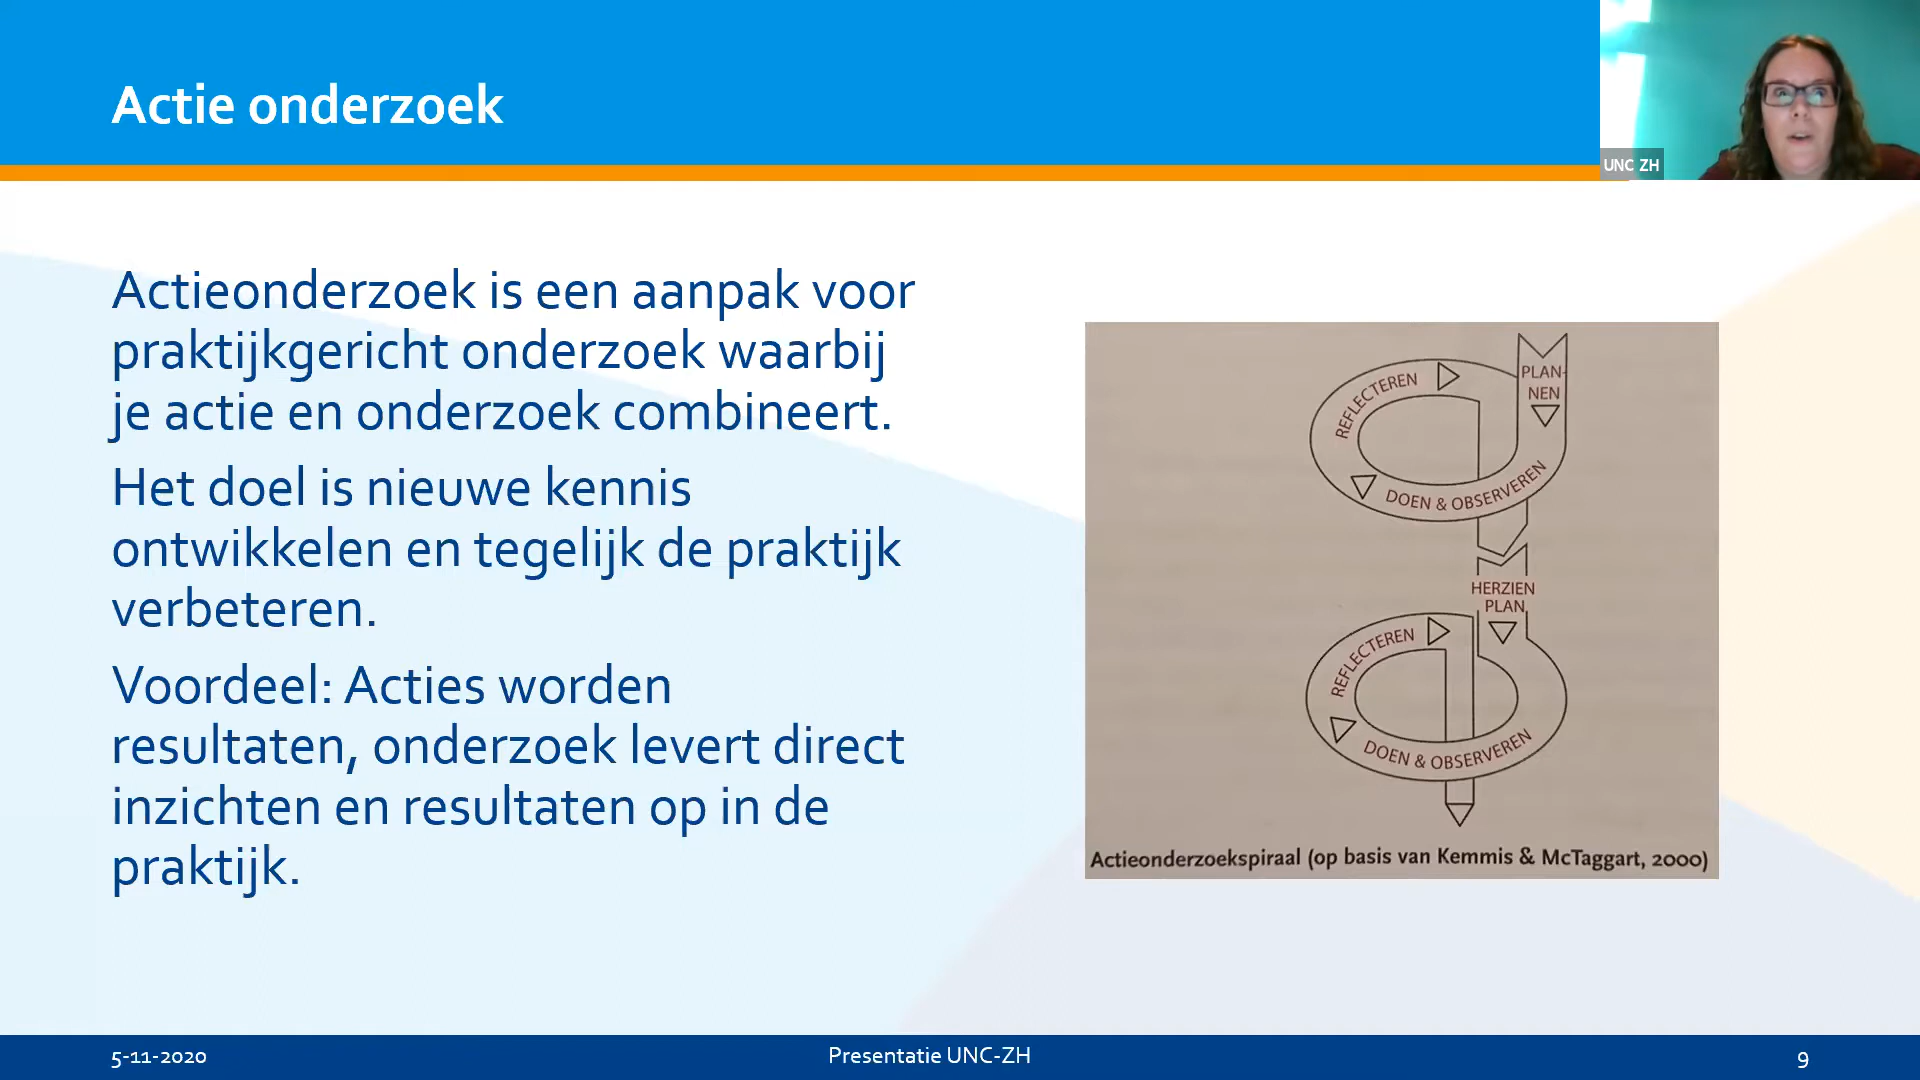 Actie onderzoek
UNC ZH
Actieonderzoek is een aanpak voor
praktijkgericht onderzoek waarbij
je actie en onderzoek combineert.
Het doel is nieuwe kennis
ontwikkelen en tegelijk de praktijk
verbeteren.
Voordeel: Acties worden
resultaten, onderzoek levert direct
inzichten en resultaten op in de
praktijk.
PLAN-
NEN
REFLECTEREN
DOEN & OBSERVEREN
HERZIEN
PLAN
REFLECTEREN
DOEN & OBSERVEREN
Actieonderzoekspiraal (op basis van Kemmis & McTaggart, 2000)
5-11-2020
Presentatie UNC-ZH
9